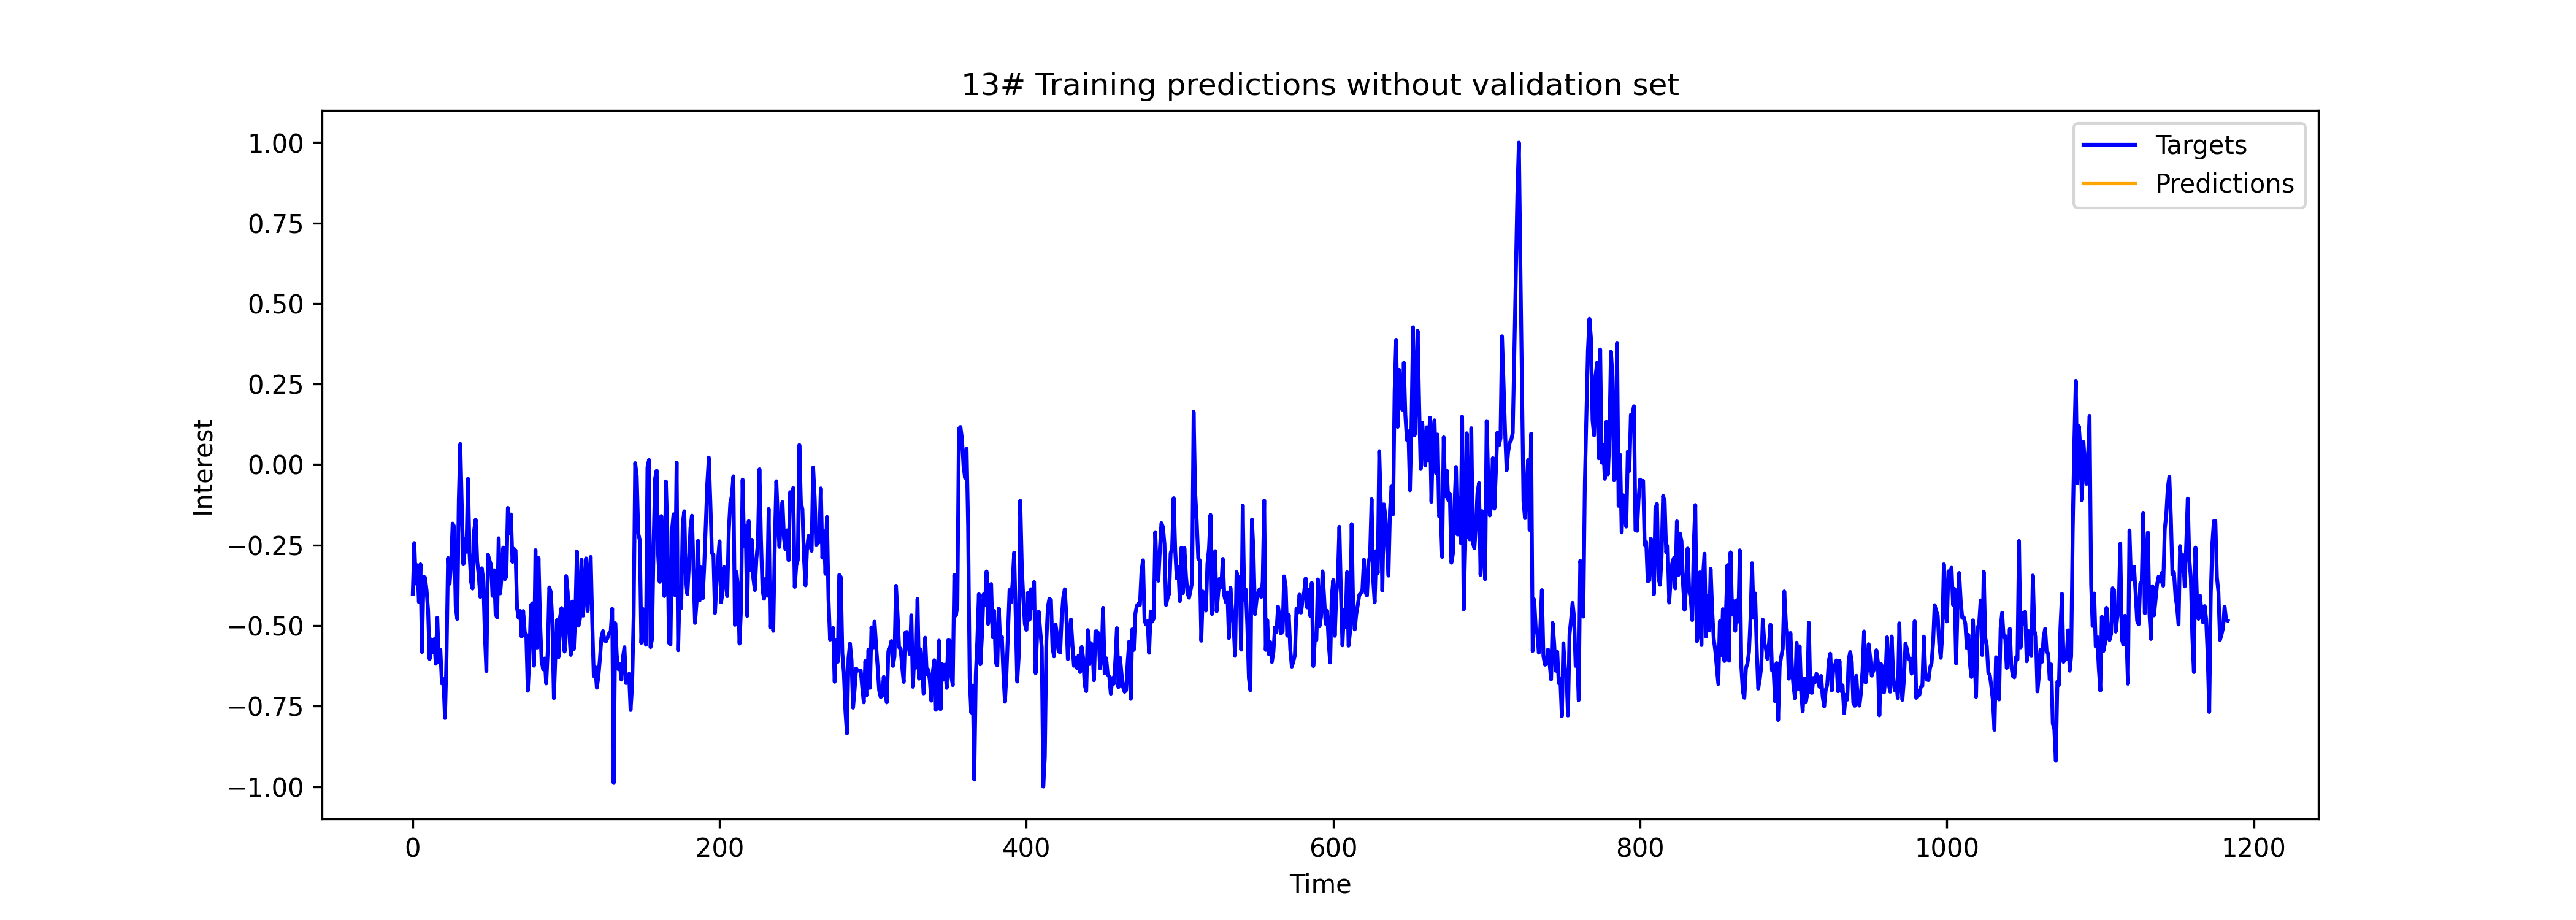 13# Training predictions without validation set
Targets
Predictions
1.00
0.75
0.50
0.25
0.00
−0.25
−0.50
−0.75
−1.00
Interest
0 200 400 600 800 1000 1200
Time